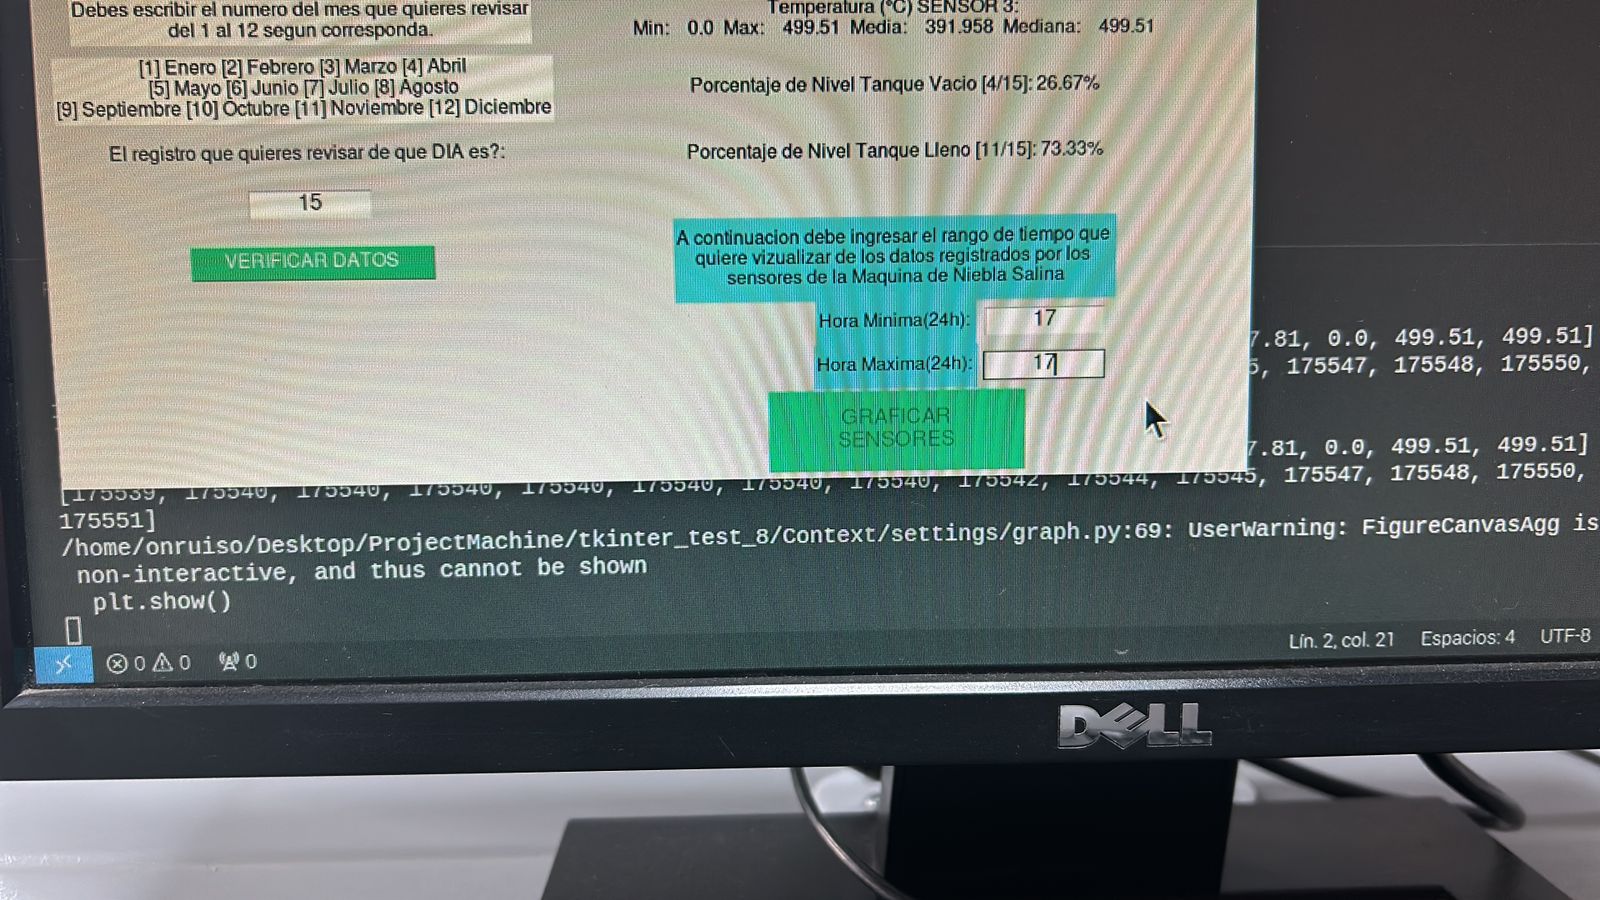 Debes escribir el numero del mes que quieres revisar
del 1 al 12 segun corresponda.
[1] Enero [2] Febrero [3] Marzo [4] Abril
[5] Mayo [6] Junio [7] Julio [8] Agosto
[9] Septiembre [10] Octubre [11] Noviembre [12] Diciembre
El registro que quieres revisar de que DIA es?:
15
VERIFICAR DATOS
Temperatura (ºC) SENSOR 3:
Min: 0.0 Max: 499.51 Media: 391.958 Mediana: 499.51
Porcentaje de Nivel Tanque Vacio [4/15]: 26.67%
Porcentaje de Nivel Tanque Lleno [11/15]: 73.33%
A continuacion debe ingresar el rango de tiempo que
quiere vizualizar de los datos registrados por los
sensores de la Maquina de Niebla Salina
Hora Minima(24h): 17
Hora Maxima(24h): 17
GRAFICAR
SENSORES
7.81, 0.0, 499.51, 499.51]
5, 175547, 175548, 175550,
7.81, 0.0, 499.51, 499.51]
[175539, 175540, 175540, 175540, 175540, 175540, 175540, 175540, 175542, 175544, 175545, 175547, 175548, 175550,
175551]
/home/onruiso/Desktop/ProjectMachine/tkinter_test_8/Context/settings/graph.py:69: UserWarning: FigureCanvasAgg is
non-interactive, and thus cannot be shown
plt.show()
0 0 0
Lín. 2, col. 21 Espacios: 4 UTF-8
DELL